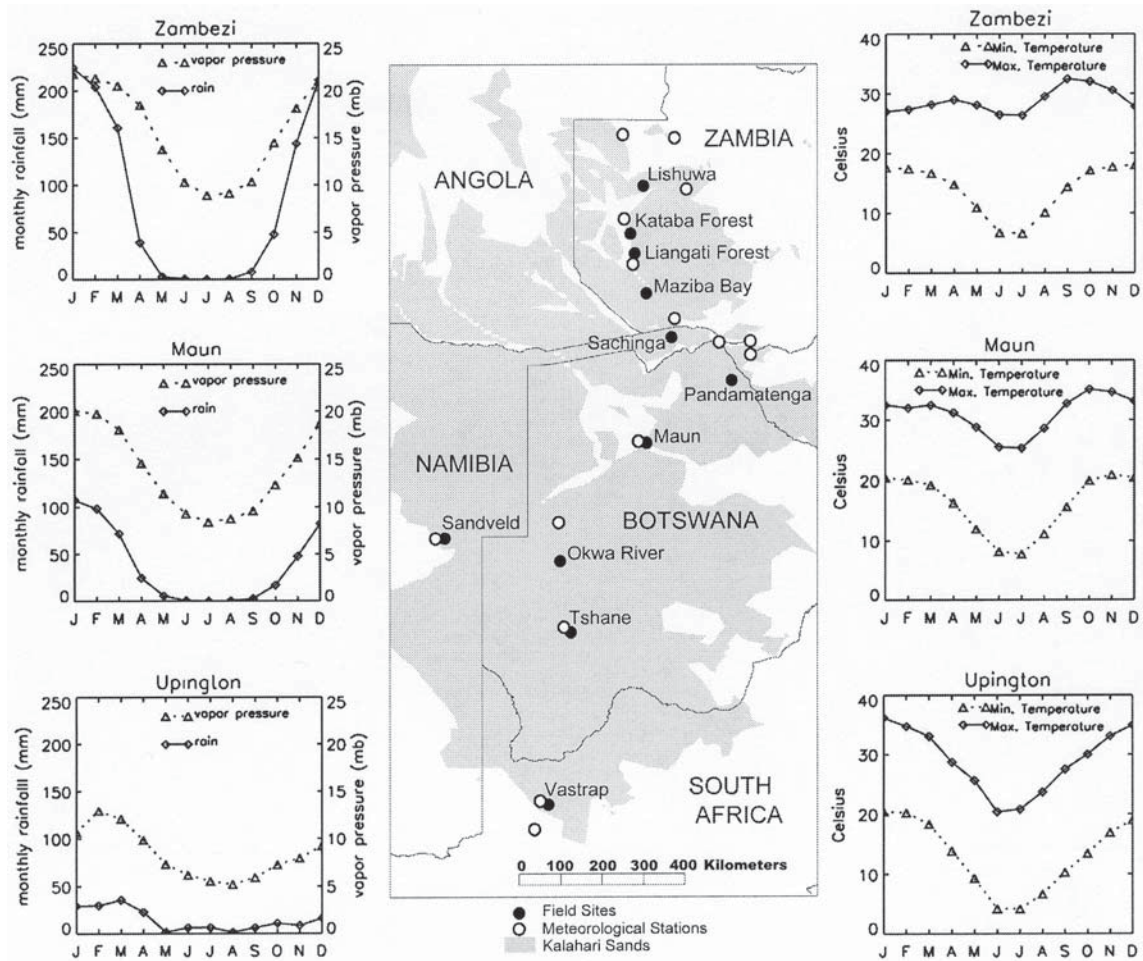 Zambezi
250
200
150
100
50
0
monthly rainfall (mm)
vapor pressure
rain
25
20
15
10
5
0
vapor pressure (mb)
J F M A M J J A S O N D
Maun
250
200
150
100
50
0
monthly rainfall (mm)
vapor pressure
rain
25
20
15
10
5
0
vapor pressure (mb)
J F M A M J J A S O N D
Upington
250
200
150
100
50
0
monthly rainfall (mm)
vapor pressure
rain
25
20
15
10
5
0
vapor pressure (mb)
J F M A M J J A S O N D
ZAMBIA
ANGOLA
Lishuwa
Kataba Forest
Liangati Forest
Maziba Bay
Sachinga
Pandamatenga
Maun
NAMIBIA
Sandveld
BOTSWANA
Okwa River
Tshane
Vastrap
SOUTH
AFRICA
0 100 200 300 400 Kilometers
Field Sites
Meteorological Stations
Kalahari Sands
Zambezi
40
30
20
10
0
Celsius
Min. Temperature
Max. Temperature
J F M A M J J A S O N D
Maun
40
30
20
10
0
Celsius
Min. Temperature
Max. Temperature
J F M A M J J A S O N D
Upington
40
30
20
10
0
Celsius
Min. Temperature
Max. Temperature
J F M A M J J A S O N D